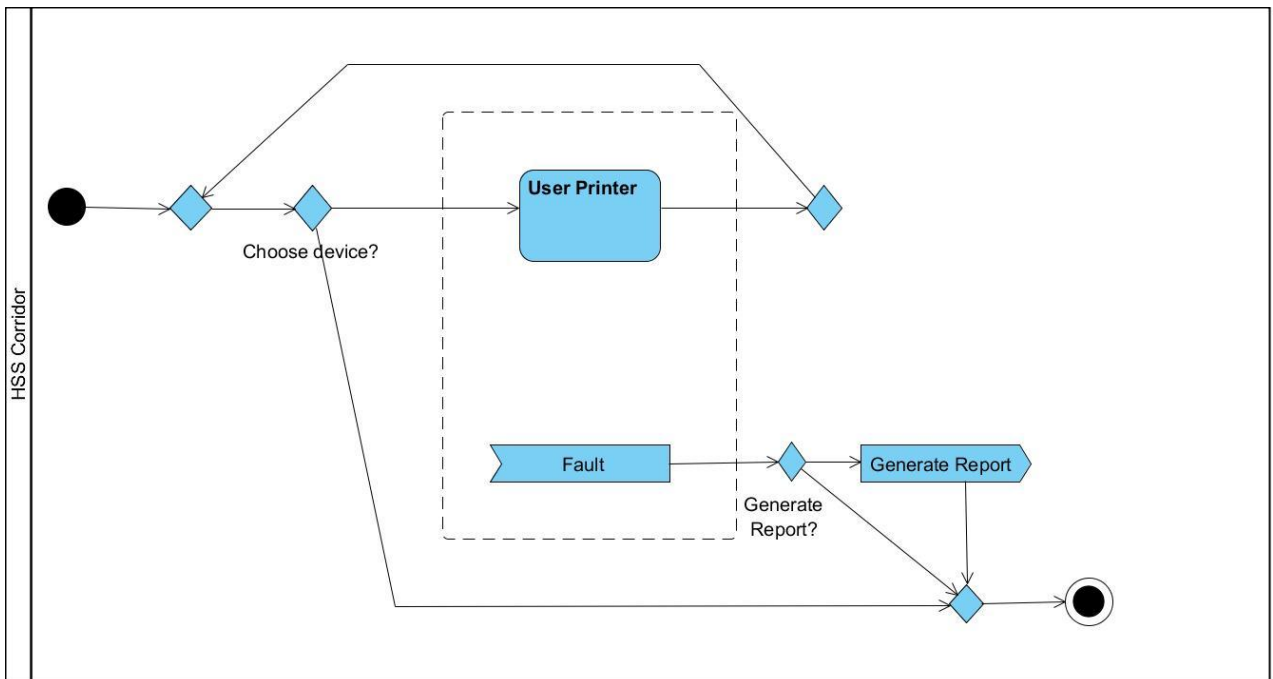 HSS Corridor
User Printer
Choose device?
Fault
Generate
Report?
Generate Report